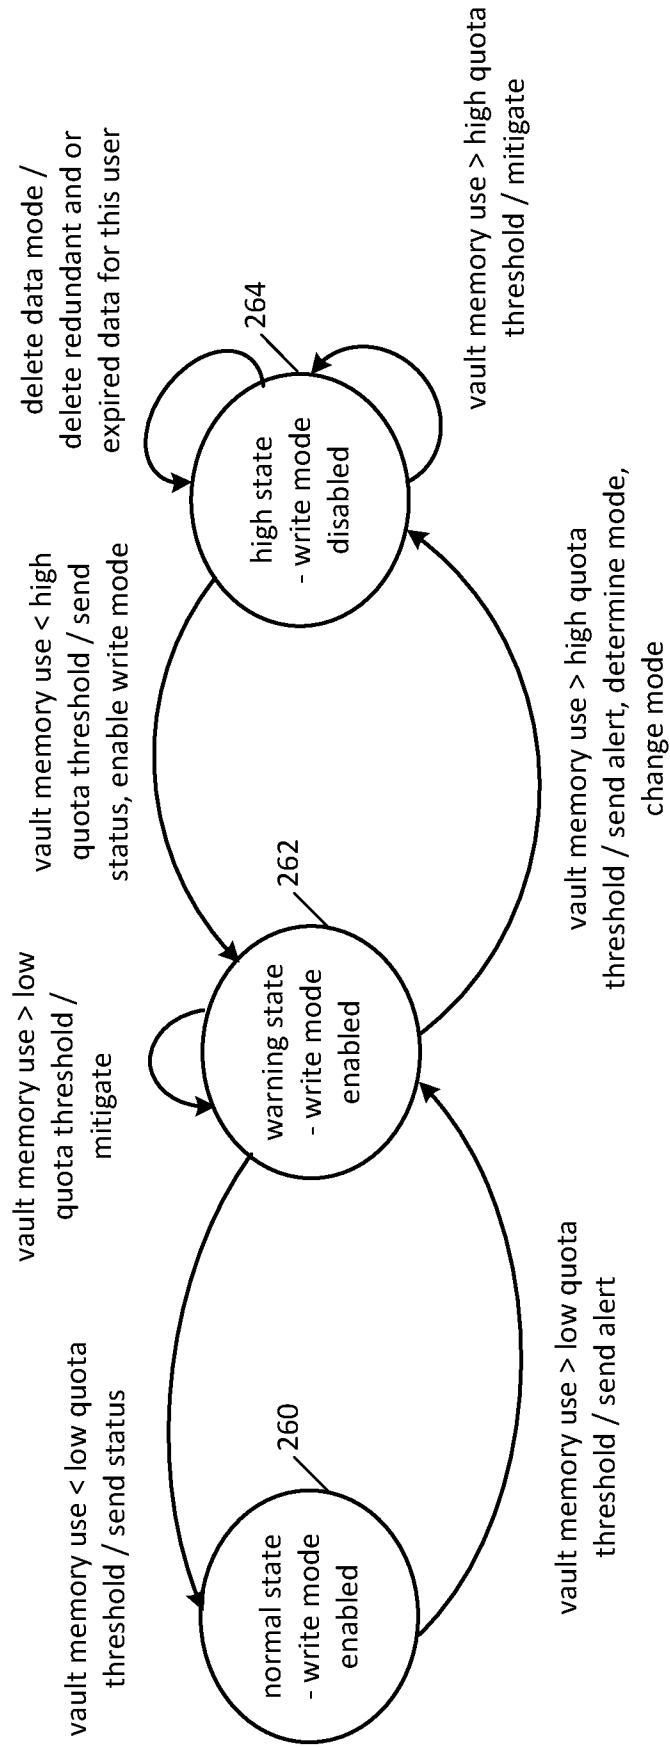 vault memory use < low quota
threshold / send status
vault memory use > low
quota threshold /
mitigate
vault memory use < high
quota threshold / send
status, enable write mode
delete data mode /
delete redundant and or
expired data for this user
260
262
264
normal state
- write mode
enabled
warning state
- write mode
enabled
high state
- write mode
disabled
vault memory use > low quota
threshold / send alert
vault memory use > high quota
threshold / send alert, determine mode,
change mode
vault memory use > high quota
threshold / mitigate